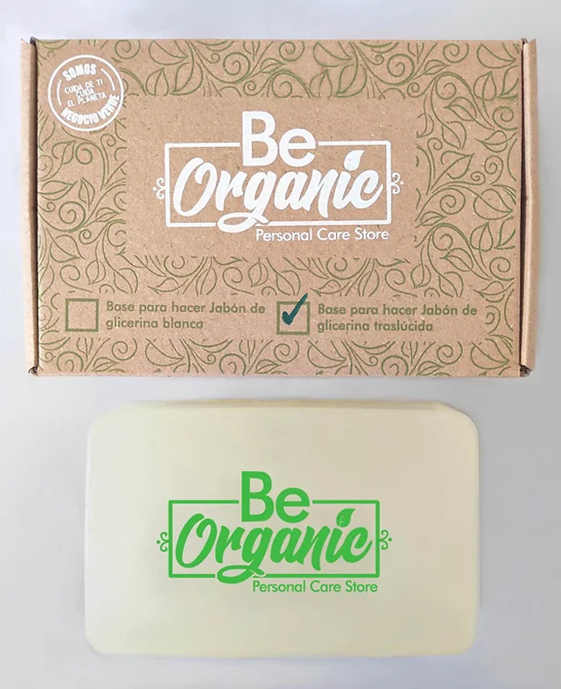 SOMOS
CUIDA DE TI
CUIDA
EL PLANETA
NEGOCIO VERDE
Be
Organic
Personal Care Store
Base para hacer Jabón de
glicerina blanca
Base para hacer Jabón de
glicerina traslúcida
Be
Organic
Personal Care Store